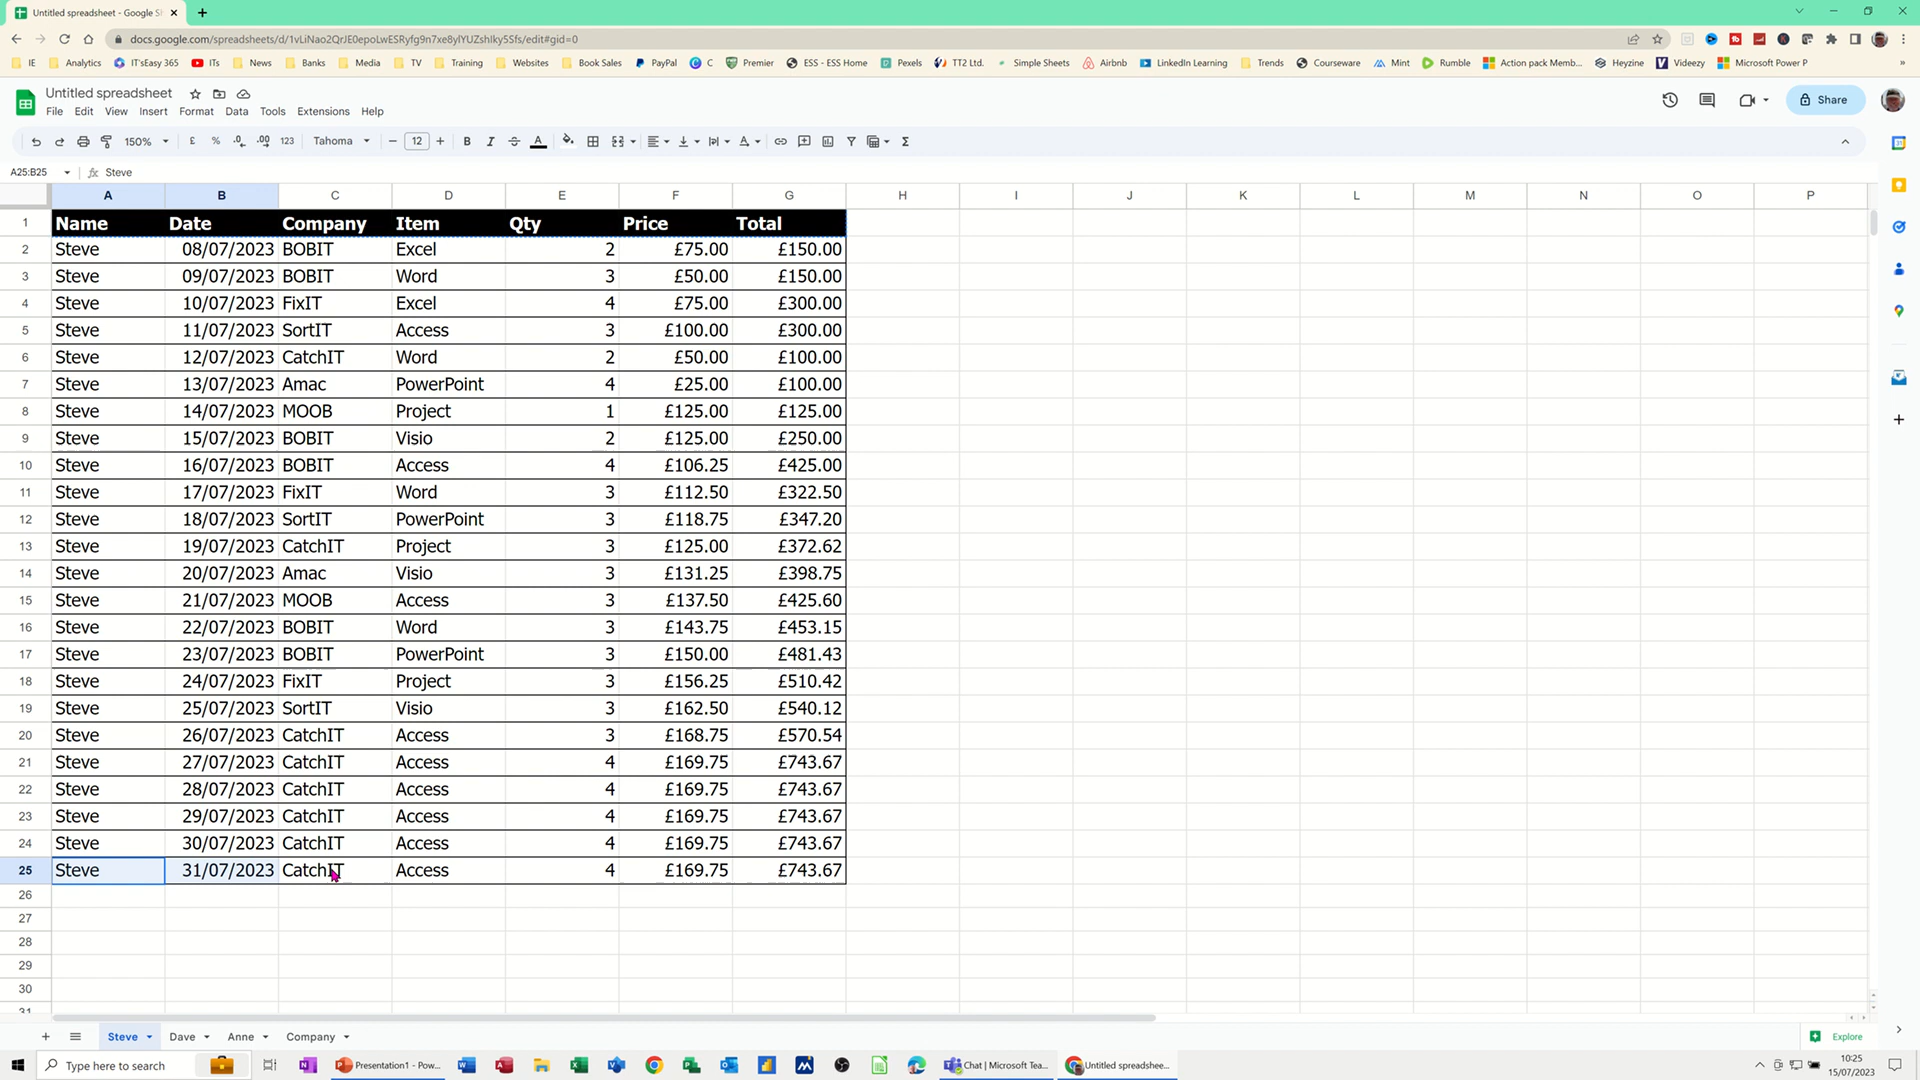 Untitled spreadsheet - Google Sh
docs.google.com/spreadsheets/d/1vLiNao2QrJE0epoLwESRyfg9n7xe8ylYUZshIky5Sfs/edit#gid=0
IE Analytics IT'sEasy 365 ITs News Banks Media TV Training Websites Book Sales PayPal C Premier ESS - ESS Home Pexels TT2 Ltd. Simple Sheets Airbnb LinkedIn Learning Trends Courseware Mint Rumble Action pack Memb... Heyzine Videezy Microsoft Power P
Untitled spreadsheet
Share
File Edit View Insert Format Data Tools Extensions Help
150% £ % .0 .00 123 Tahoma 12 B I A
A25:B25 fx Steve
A B C D E F G H I J K L M N O P
1 Name Date Company Item Qty Price Total
2 Steve 08/07/2023 BOBIT Excel 2 £75.00 £150.00
3 Steve 09/07/2023 BOBIT Word 3 £50.00 £150.00
4 Steve 10/07/2023 FixIT Excel 4 £75.00 £300.00
5 Steve 11/07/2023 SortIT Access 3 £100.00 £300.00
6 Steve 12/07/2023 CatchIT Word 2 £50.00 £100.00
7 Steve 13/07/2023 Amac PowerPoint 4 £25.00 £100.00
8 Steve 14/07/2023 MOOB Project 1 £125.00 £125.00
9 Steve 15/07/2023 BOBIT Visio 2 £125.00 £250.00
10 Steve 16/07/2023 BOBIT Access 4 £106.25 £425.00
11 Steve 17/07/2023 FixIT Word 3 £112.50 £322.50
12 Steve 18/07/2023 SortIT PowerPoint 3 £118.75 £347.20
13 Steve 19/07/2023 CatchIT Project 3 £125.00 £372.62
14 Steve 20/07/2023 Amac Visio 3 £131.25 £398.75
15 Steve 21/07/2023 MOOB Access 3 £137.50 £425.60
16 Steve 22/07/2023 BOBIT Word 3 £143.75 £453.15
17 Steve 23/07/2023 BOBIT PowerPoint 3 £150.00 £481.43
18 Steve 24/07/2023 FixIT Project 3 £156.25 £510.42
19 Steve 25/07/2023 SortIT Visio 3 £162.50 £540.12
20 Steve 26/07/2023 CatchIT Access 3 £168.75 £570.54
21 Steve 27/07/2023 CatchIT Access 4 £169.75 £743.67
22 Steve 28/07/2023 CatchIT Access 4 £169.75 £743.67
23 Steve 29/07/2023 CatchIT Access 4 £169.75 £743.67
24 Steve 30/07/2023 CatchIT Access 4 £169.75 £743.67
25 Steve 31/07/2023 CatchIT Access 4 £169.75 £743.67
26
27
28
29
30
31
Steve Dave Anne Company Explore
Type here to search Presentation1 - Pow... Chat | Microsoft Tea... Untitled spreadshee...
10:25
15/07/2023